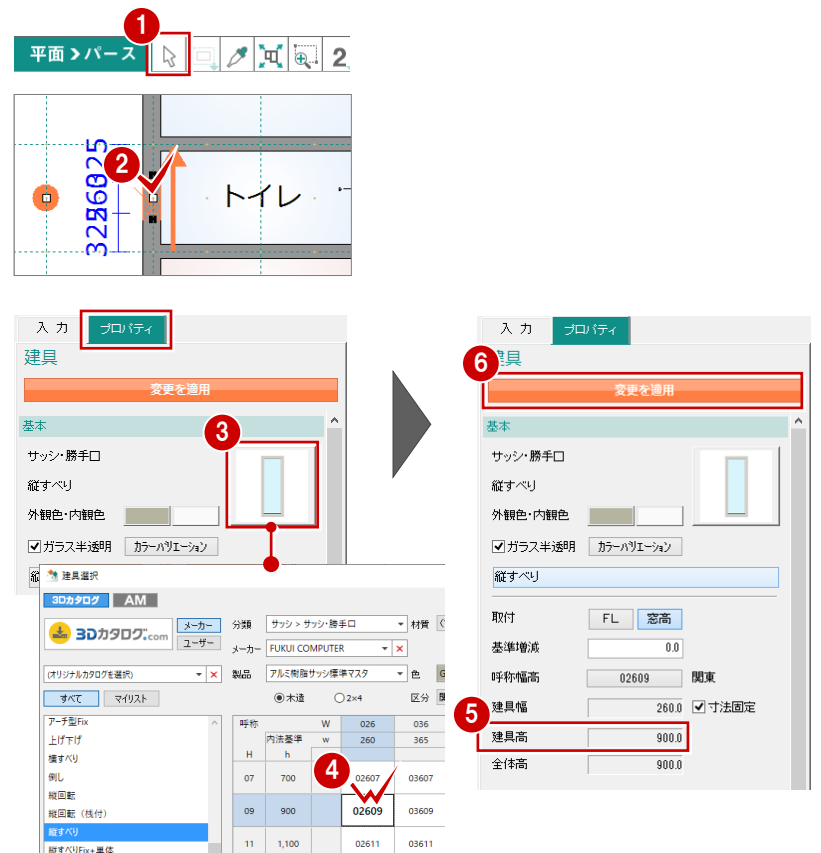 1
平面 > パース
2
325 260 325
2
トイレ
入力 プロパティ
建具
変更を適用
基本
3
サッシ・勝手口
縦すべり
外観色・内観色
ガラス半透明 カラーバリエーション
縦
建具選択
3Dカタログ AM
3Dカタログ.com メーカー
ユーザー
分類 サッシ > サッシ・勝手口 材質
メーカー FUKUI COMPUTER
(オリジナルカタログを選択) 製品 アルミ樹脂サッシ標準マスタ 色 G
すべて マイリスト 木造 2×4 区分
アーチ型Fix
上げ下げ
横すべり
倒し
縦回転
縦回転（桟付）
縦すべり
縦すべりFix+単体
呼称 W 026 036
内法基準 w 260 365
H h
4
07 700 02607 03607
09 900 02609 03609
11 1,100 02611 03611
入力 プロパティ
6
建具
変更を適用
基本
サッシ・勝手口
縦すべり
外観色・内観色
ガラス半透明 カラーバリエーション
縦すべり
取付 FL 窓高
基準増減 0.0
呼称幅高 02609 関東
5
建具幅 260.0 寸法固定
建具高 900.0
全体高 900.0